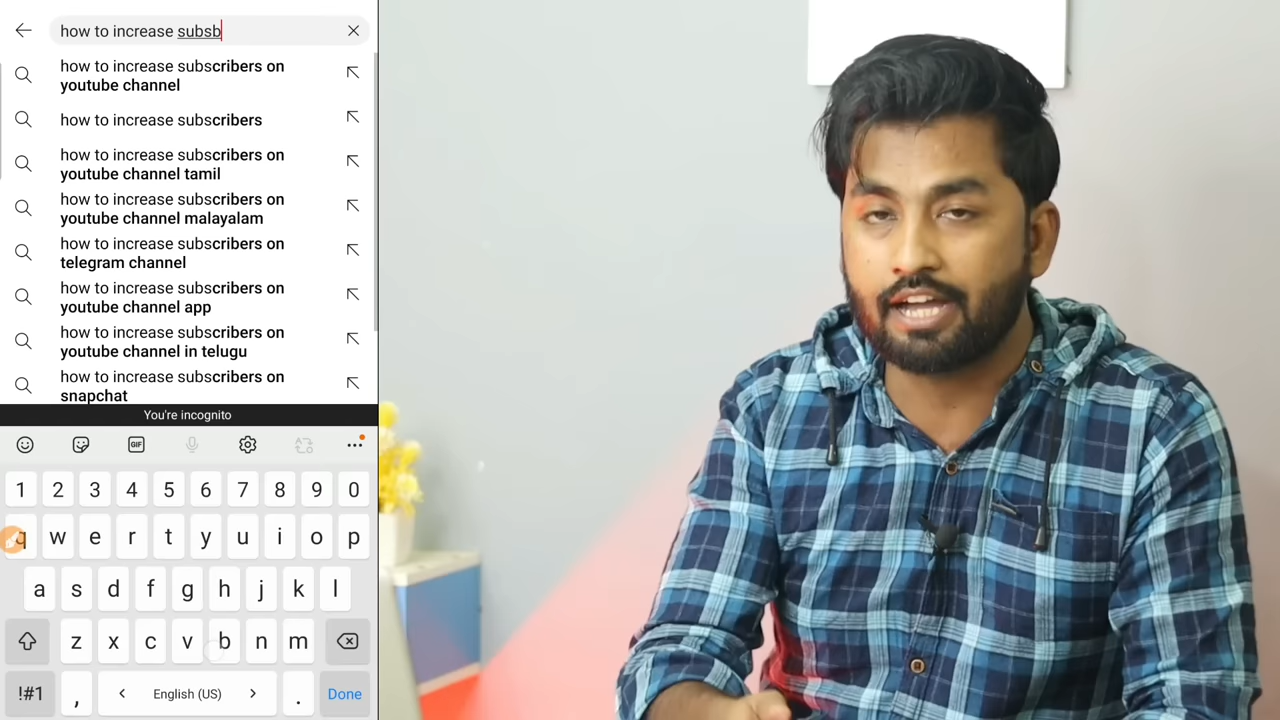 how to increase subsb
how to increase subscribers on
youtube channel
how to increase subscribers
how to increase subscribers on
youtube channel tamil
how to increase subscribers on
youtube channel malayalam
how to increase subscribers on
telegram channel
how to increase subscribers on
youtube channel app
how to increase subscribers on
youtube channel in telugu
how to increase subscribers on
snapchat
You're incognito
GIF
1 2 3 4 5 6 7 8 9 0
q w e r t y u i o p
a s d f g h j k l
z x c v b n m
!#1 , < English (US) > . Done